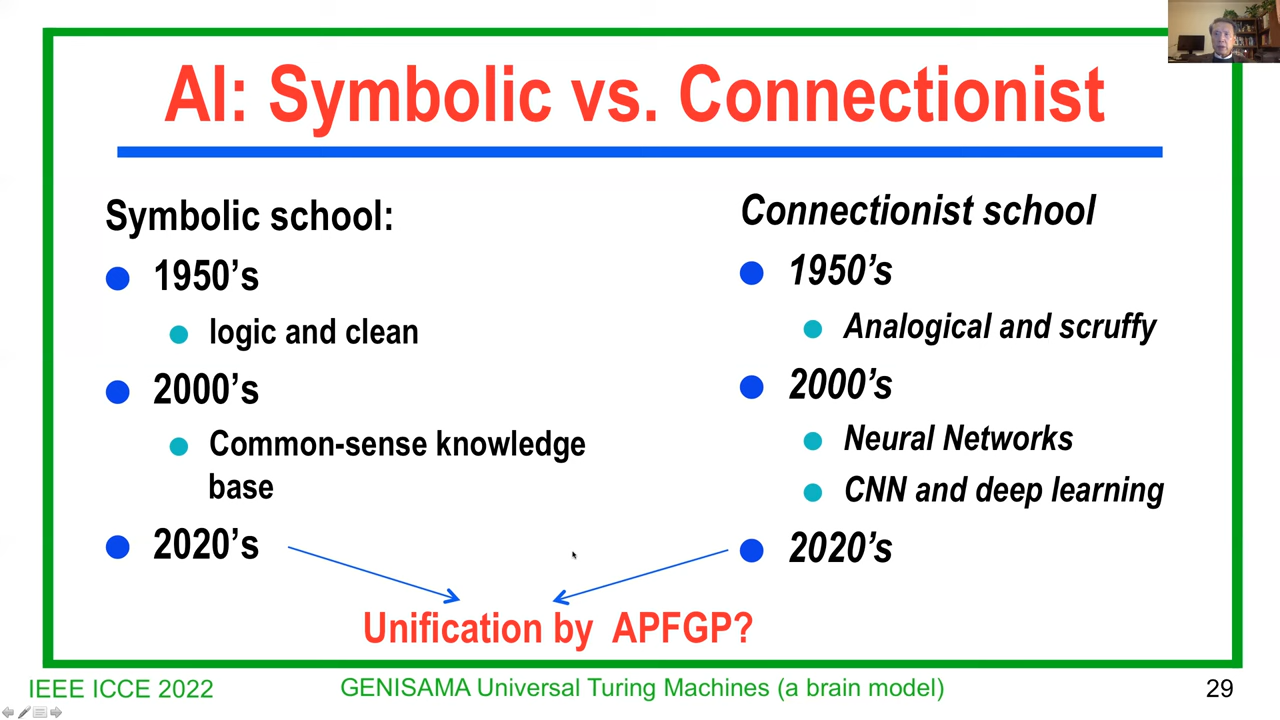 AI: Symbolic vs. Connectionist
Symbolic school:
1950's
logic and clean
2000's
Common-sense knowledge
base
2020's
Connectionist school
1950's
Analogical and scruffy
2000's
Neural Networks
CNN and deep learning
2020's
Unification by APFGP?
IEEE ICCE 2022
GENISAMA Universal Turing Machines (a brain model)
29